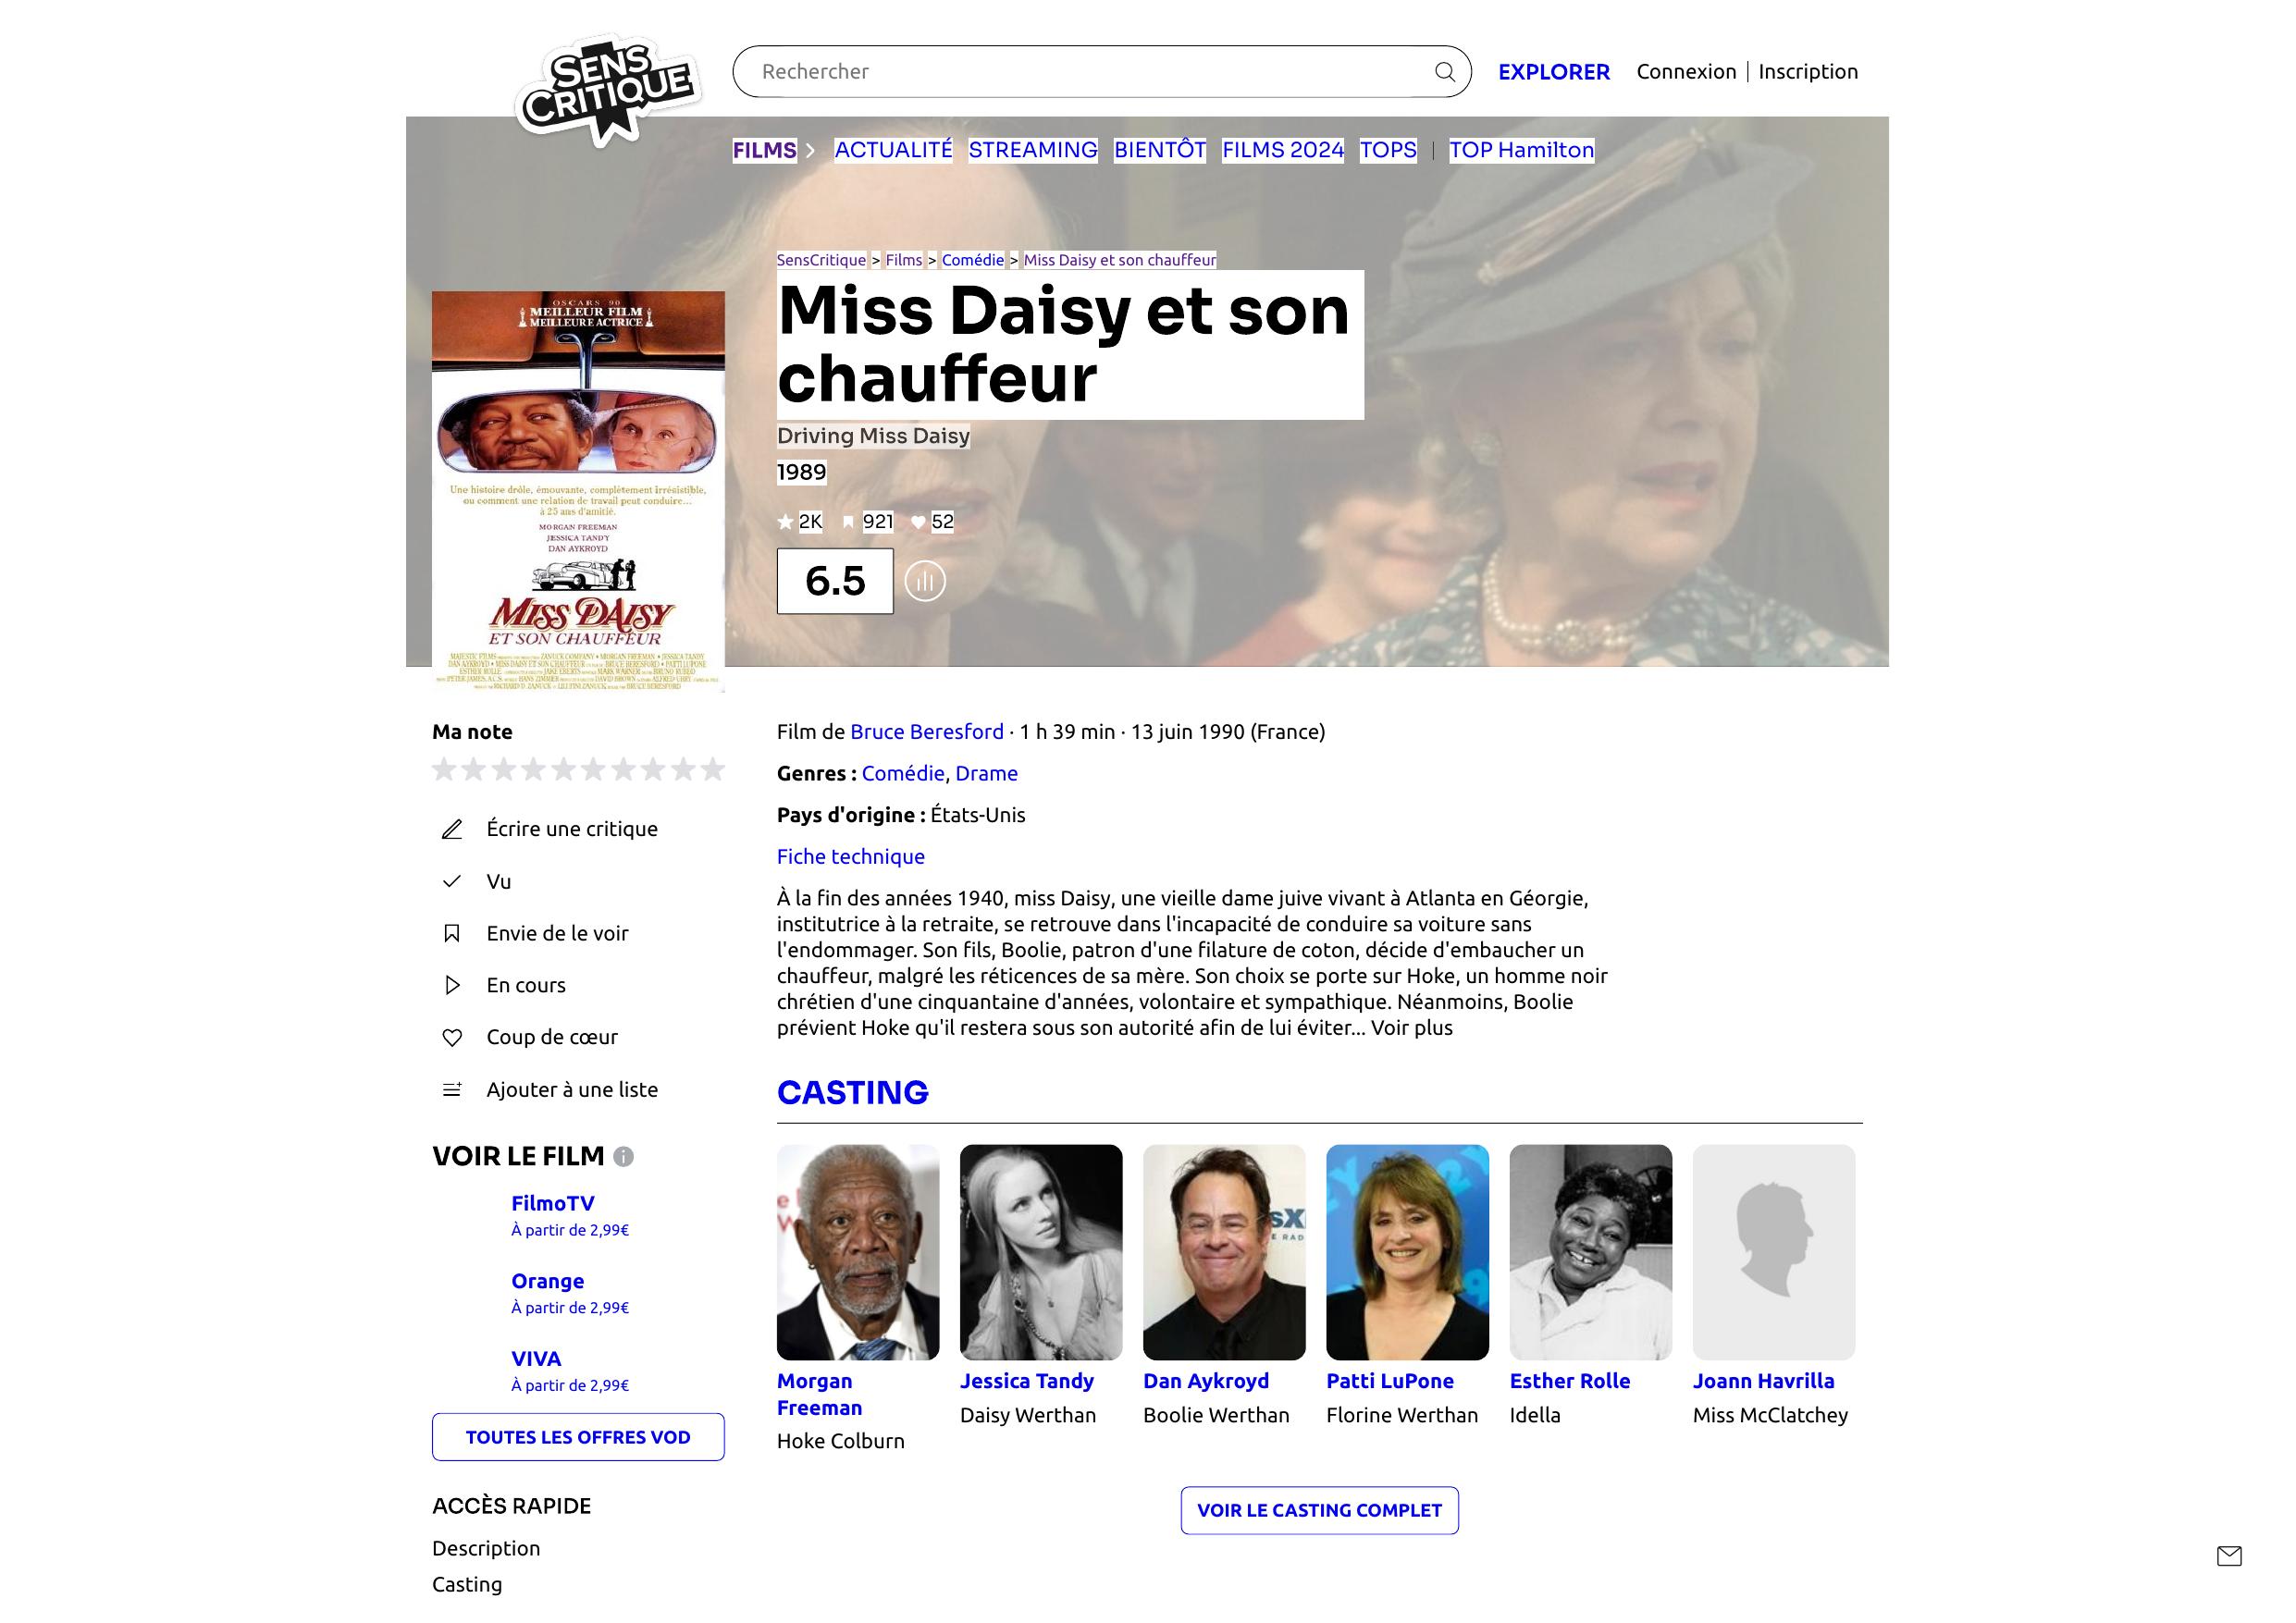 SENS
CRITIQUE
Rechercher
EXPLORER
Connexion | Inscription
FILMS
ACTUALITÉ
STREAMING
BIENTÔT
FILMS 2024
TOPS
TOP Hamilton
SensCritique > Films > Comédie > Miss Daisy et son chauffeur
Miss Daisy et son
chauffeur
Driving Miss Daisy
1989
2K 921 52
6.5
OSCARS 90
MEILLEUR FILM
MEILLEURE ACTRICE
Une histoire drôle, émouvante, complètement irrésistible,
ou comment une relation de travail peut conduire...
à 25 ans d'amitié.
MORGAN FREEMAN
JESSICA TANDY
DAN AYKROYD
MISS DAISY
ET SON CHAUFFEUR
Ma note
Écrire une critique
Vu
Envie de le voir
En cours
Coup de cœur
Ajouter à une liste
VOIR LE FILM
FilmoTV
À partir de 2,99€
Orange
À partir de 2,99€
VIVA
À partir de 2,99€
TOUTES LES OFFRES VOD
ACCÈS RAPIDE
Description
Casting
Film de Bruce Beresford · 1 h 39 min · 13 juin 1990 (France)
Genres : Comédie, Drame
Pays d'origine : États-Unis
Fiche technique
À la fin des années 1940, miss Daisy, une vieille dame juive vivant à Atlanta en Géorgie,
institutrice à la retraite, se retrouve dans l'incapacité de conduire sa voiture sans
l'endommager. Son fils, Boolie, patron d'une filature de coton, décide d'embaucher un
chauffeur, malgré les réticences de sa mère. Son choix se porte sur Hoke, un homme noir
chrétien d'une cinquantaine d'années, volontaire et sympathique. Néanmoins, Boolie
prévient Hoke qu'il restera sous son autorité afin de lui éviter... Voir plus
CASTING
Morgan
Freeman
Hoke Colburn
Jessica Tandy
Daisy Werthan
Dan Aykroyd
Boolie Werthan
Patti LuPone
Florine Werthan
Esther Rolle
Idella
Joann Havrilla
Miss McClatchey
VOIR LE CASTING COMPLET